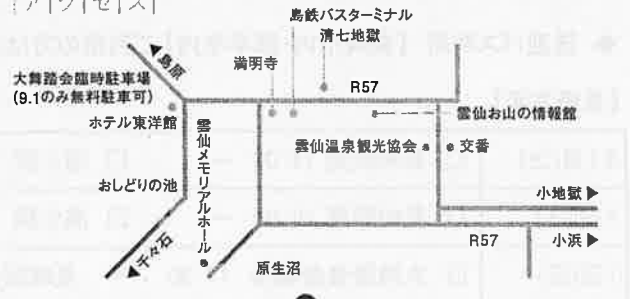 アクセス
島鉄バスターミナル
清七地獄
満明寺
◀島原
R57
大舞踏会臨時駐車場
(9.1のみ無料駐車可)
ホテル東洋館
雲仙お山の情報館
雲仙メモリアルホール
雲仙温泉観光協会
交番
おしどりの池
小地獄▶
◀千々石
R57
小浜▶
原生沼